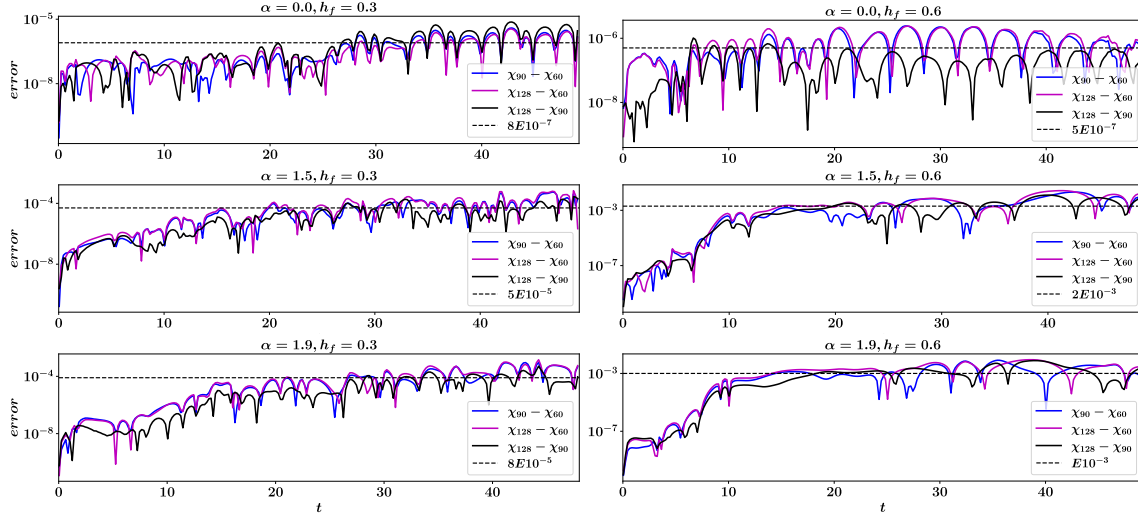 α = 0.0, h_f = 0.3
10⁻⁵
10⁻⁸
error
0 10 20 30 40
t
χ₉₀ − χ₆₀
χ₁₂₈ − χ₆₀
χ₁₂₈ − χ₉₀
8E10⁻⁷
α = 0.0, h_f = 0.6
10⁻⁶
10⁻⁸
0 10 20 30 40
t
χ₉₀ − χ₆₀
χ₁₂₈ − χ₆₀
χ₁₂₈ − χ₉₀
5E10⁻⁷
α = 1.5, h_f = 0.3
10⁻⁴
10⁻⁸
error
0 10 20 30 40
χ₉₀ − χ₆₀
χ₁₂₈ − χ₆₀
χ₁₂₈ − χ₉₀
5E10⁻⁵
α = 1.5, h_f = 0.6
10⁻³
10⁻⁷
0 10 20 30 40
χ₉₀ − χ₆₀
χ₁₂₈ − χ₆₀
χ₁₂₈ − χ₉₀
2E10⁻³
α = 1.9, h_f = 0.3
10⁻⁴
10⁻⁸
error
0 10 20 30 40
t
χ₉₀ − χ₆₀
χ₁₂₈ − χ₆₀
χ₁₂₈ − χ₉₀
8E10⁻⁵
α = 1.9, h_f = 0.6
10⁻³
10⁻⁷
0 10 20 30 40
t
χ₉₀ − χ₆₀
χ₁₂₈ − χ₆₀
χ₁₂₈ − χ₉₀
E10⁻³